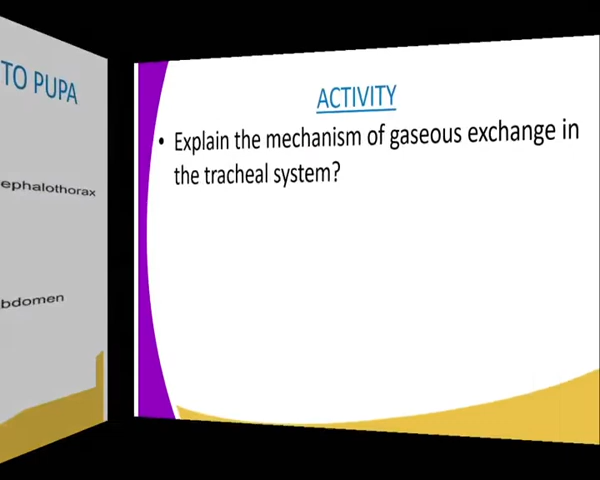 TO PUPA
ephalothorax
bdomen
ACTIVITY
• Explain the mechanism of gaseous exchange in
the tracheal system?